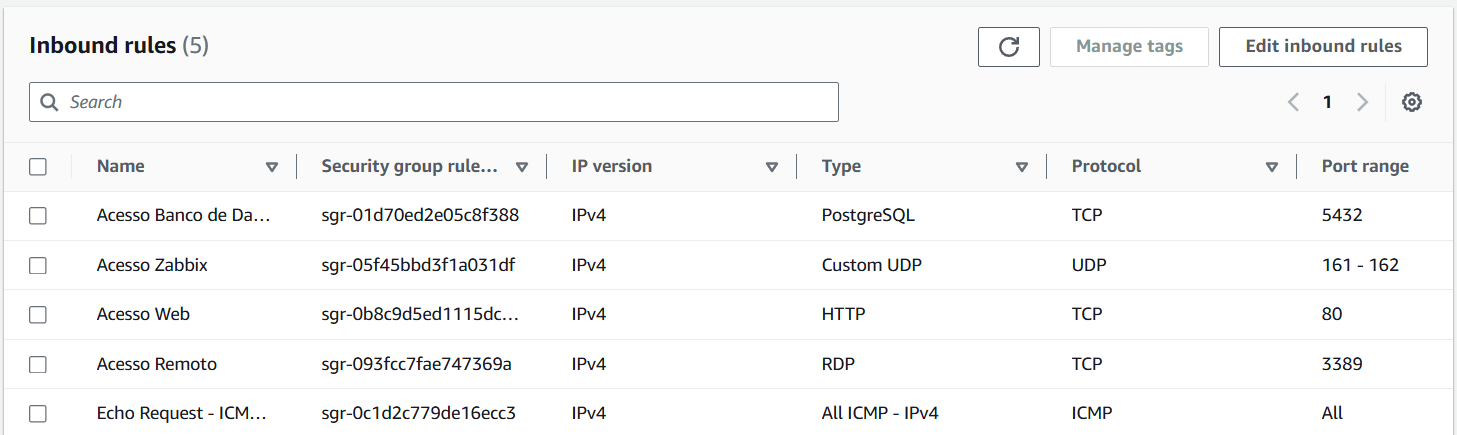 Inbound rules (5)
Manage tags
Edit inbound rules
Search
1
Name Security group rule... IP version Type Protocol Port range
Acesso Banco de Da... sgr-01d70ed2e05c8f388 IPv4 PostgreSQL TCP 5432
Acesso Zabbix sgr-05f45bbd3f1a031df IPv4 Custom UDP UDP 161 - 162
Acesso Web sgr-0b8c9d5ed1115dc... IPv4 HTTP TCP 80
Acesso Remoto sgr-093fcc7fae747369a IPv4 RDP TCP 3389
Echo Request - ICM... sgr-0c1d2c779de16ecc3 IPv4 All ICMP - IPv4 ICMP All